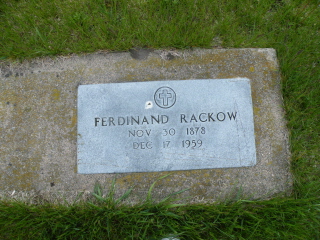 FERDINAND RACKOW
NOV 30 1878
DEC 17 1959